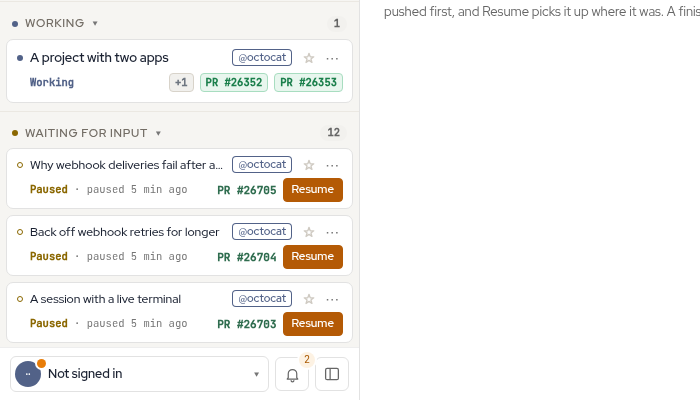 WORKING ▾ 1
A project with two apps @octocat ☆ ···
Working +1 PR #26352 PR #26353
WAITING FOR INPUT ▾ 12
Why webhook deliveries fail after a… @octocat ☆ ···
Paused · paused 5 min ago PR #26705 Resume
Back off webhook retries for longer @octocat ☆ ···
Paused · paused 5 min ago PR #26704 Resume
A session with a live terminal @octocat ☆ ···
Paused · paused 5 min ago PR #26703 Resume
Not signed in ▾ 2
pushed first, and Resume picks it up where it was. A finis